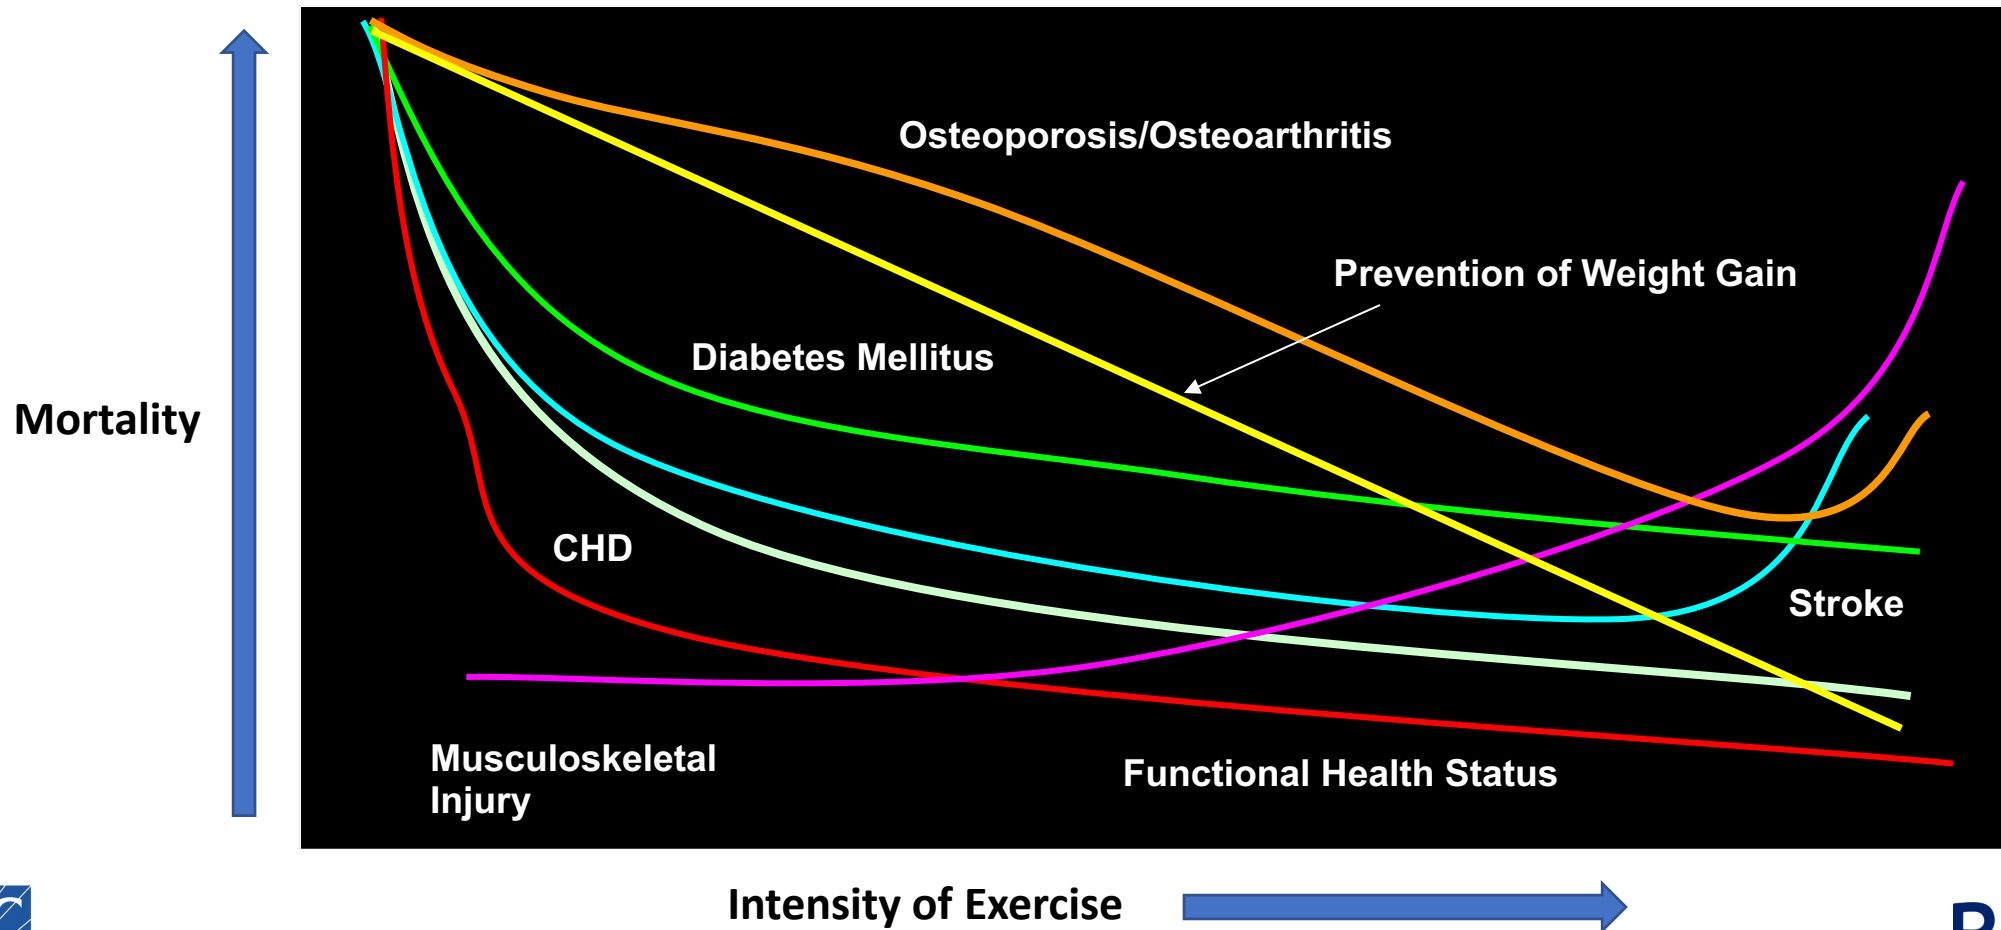 Osteoporosis/Osteoarthritis
Prevention of Weight Gain
Diabetes Mellitus
Mortality
CHD
Stroke
Musculoskeletal
Injury
Functional Health Status
Intensity of Exercise